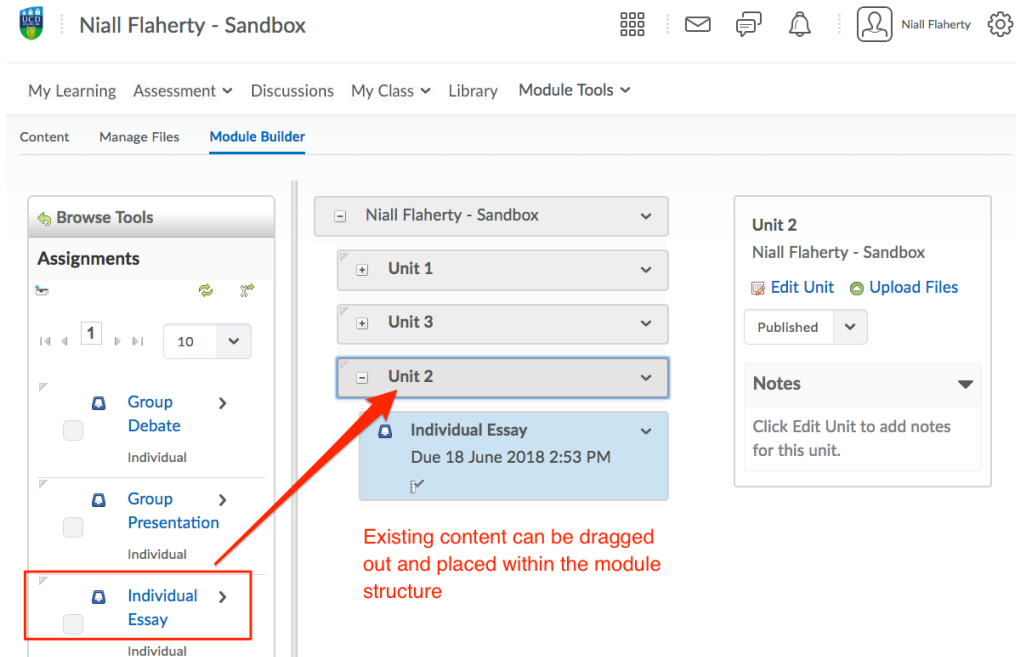 UCD
Niall Flaherty - Sandbox
Niall Flaherty
My Learning Assessment Discussions My Class Library Module Tools
Content Manage Files Module Builder
Browse Tools
Assignments
1
10
Group
Debate
Individual
Group
Presentation
Individual
Individual
Essay
Individual
Niall Flaherty - Sandbox
Unit 1
Unit 3
Unit 2
Individual Essay
Due 18 June 2018 2:53 PM
Existing content can be dragged
out and placed within the module
structure
Unit 2
Niall Flaherty - Sandbox
Edit Unit Upload Files
Published
Notes
Click Edit Unit to add notes
for this unit.